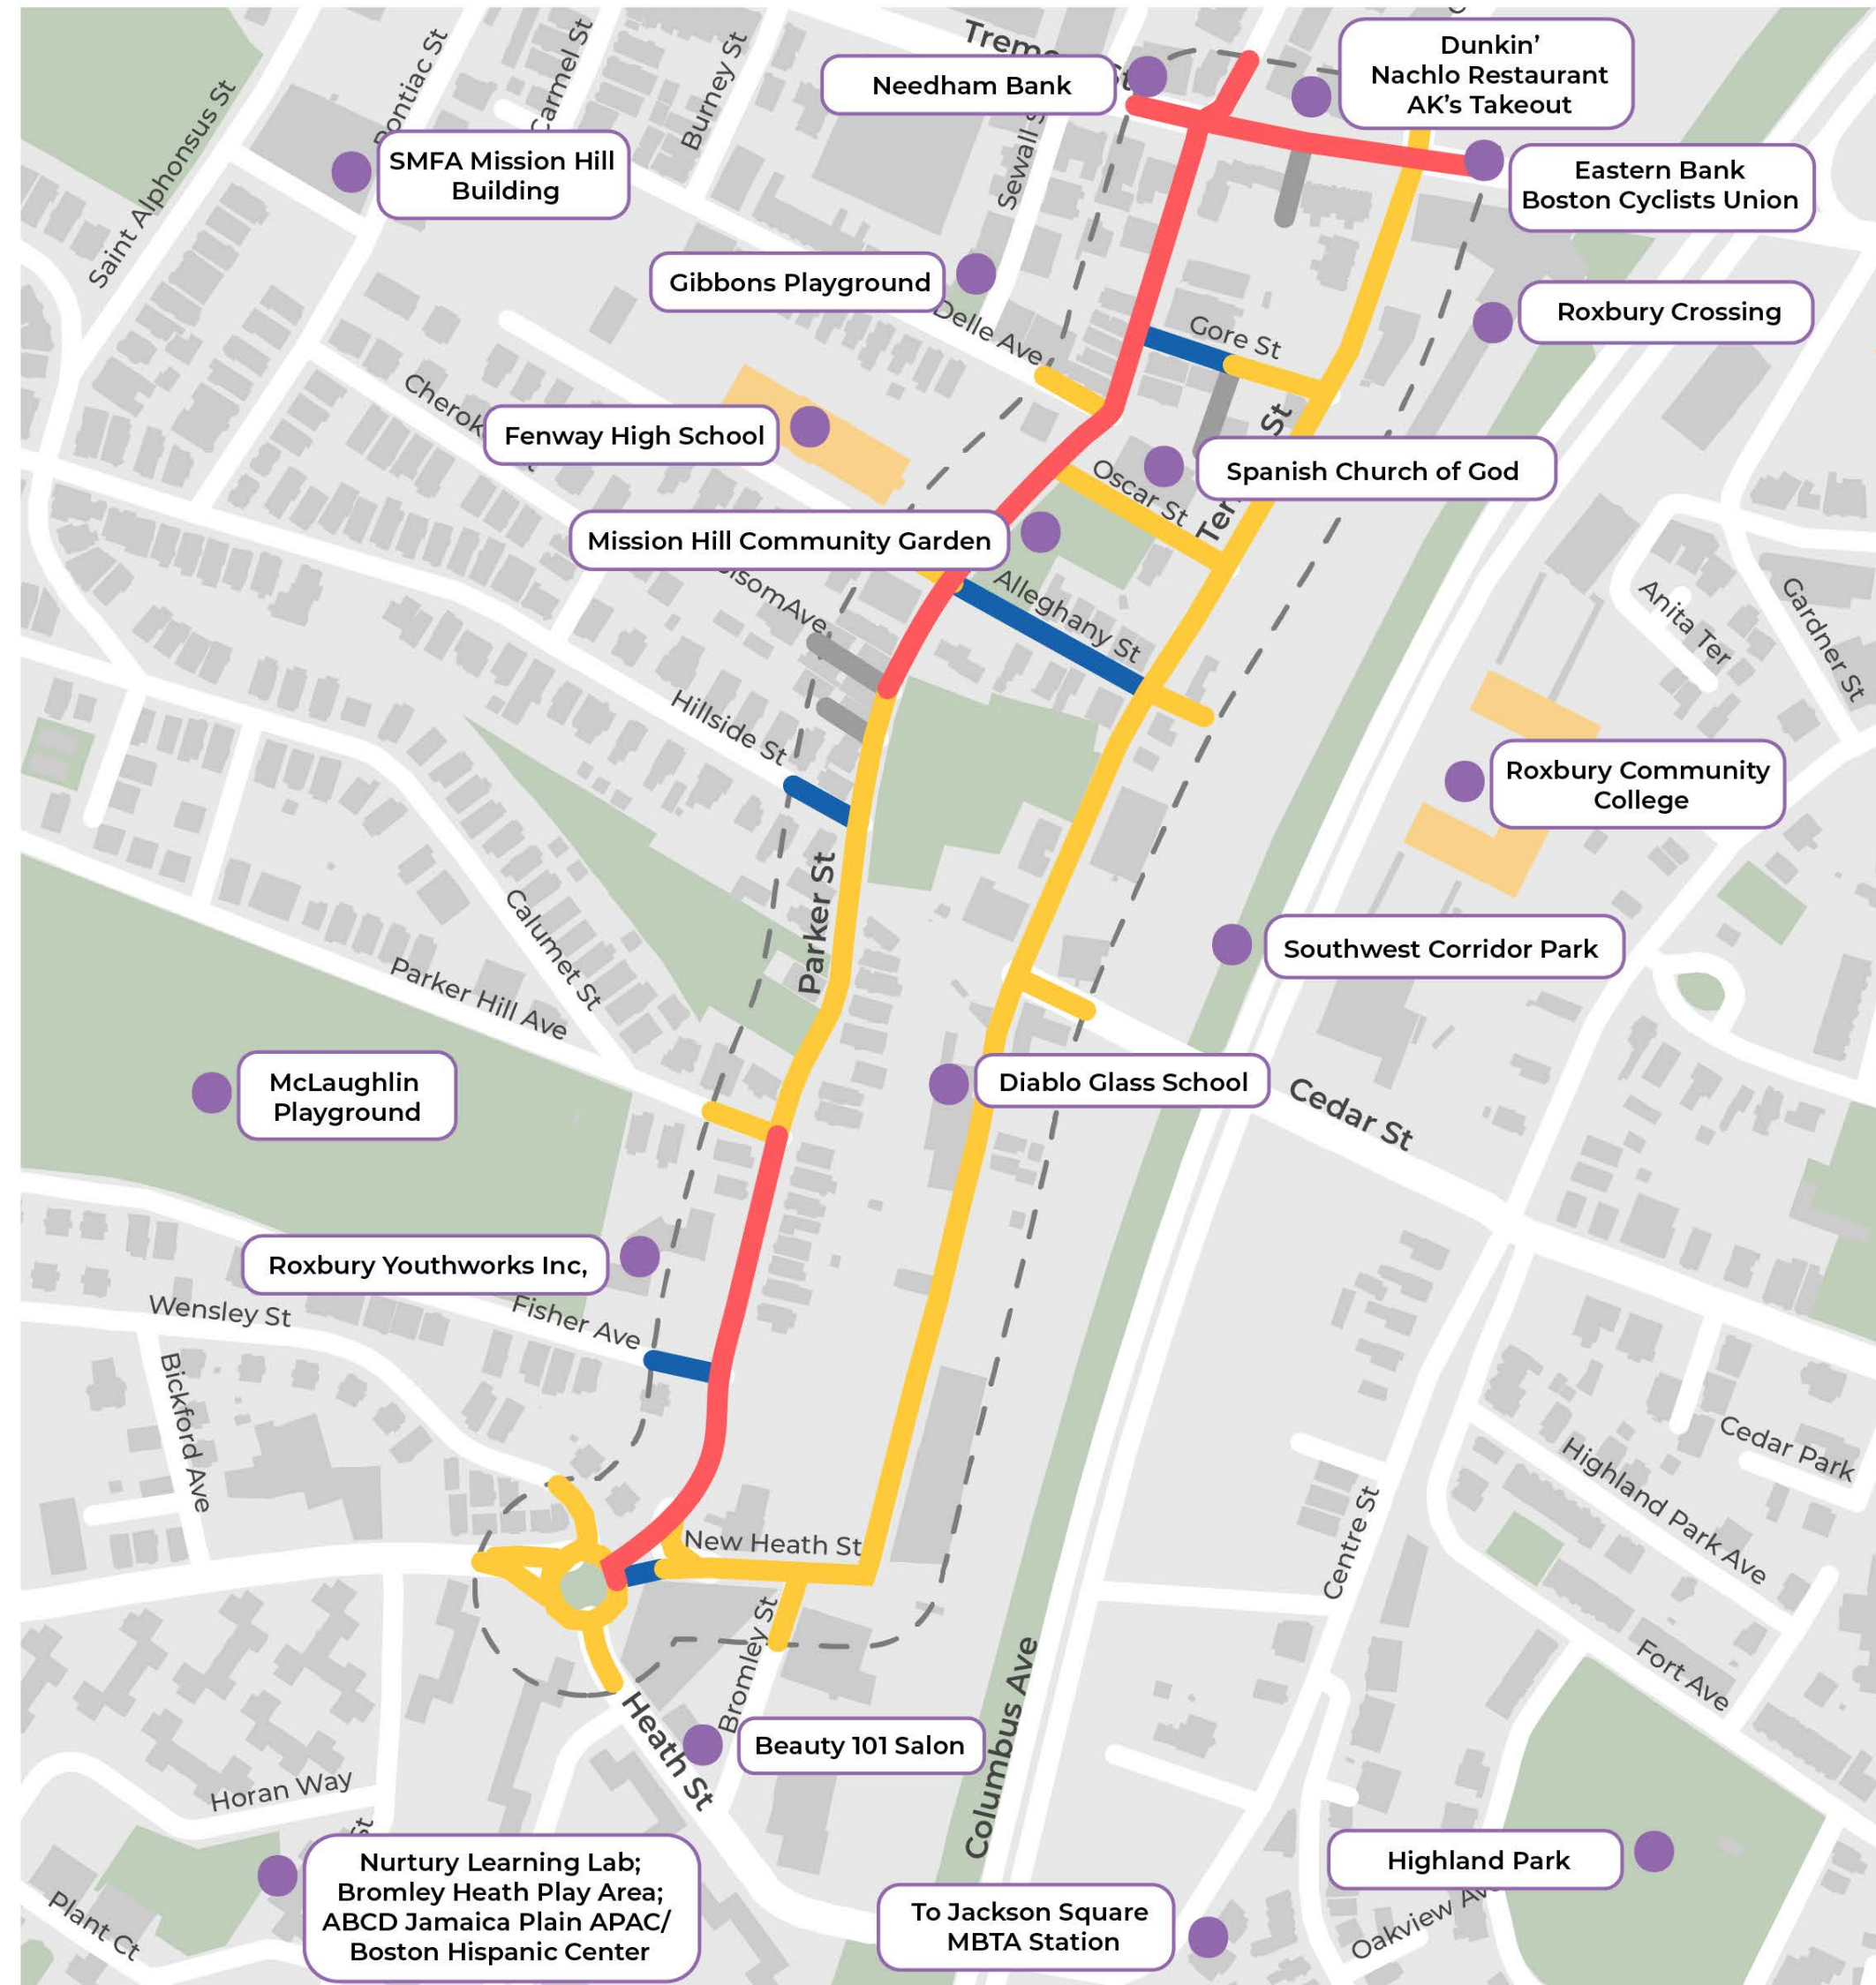 Saint Alphonsus St
Pontiac St
Carmel St
Burney St
Sewall
Needham Bank
Dunkin’
Nachlo Restaurant
AK’s Takeout
SMFA Mission Hill
Building
Eastern Bank
Boston Cyclists Union
Gibbons Playground
Delle Ave
Gore St
Roxbury Crossing
Fenway High School
Oscar St
St
Spanish Church of God
Mission Hill Community Garden
Alleghany St
Anita Ter
Gardner St
Hillside St
Roxbury Community
College
Parker St
Calumet St
Parker Hill Ave
Southwest Corridor Park
McLaughlin
Playground
Diablo Glass School
Cedar St
Roxbury Youthworks Inc,
Wensley St
Fisher Ave
Bickford Ave
Cedar Park
Highland Park Ave
Centre St
New Heath St
Bromley St
Heath St
Fort Ave
Beauty 101 Salon
Columbus Ave
Horan Way
St
Plant Ct
Nurtury Learning Lab;
Bromley Heath Play Area;
ABCD Jamaica Plain APAC/
Boston Hispanic Center
To Jackson Square
MBTA Station
Highland Park
Oakview Ave